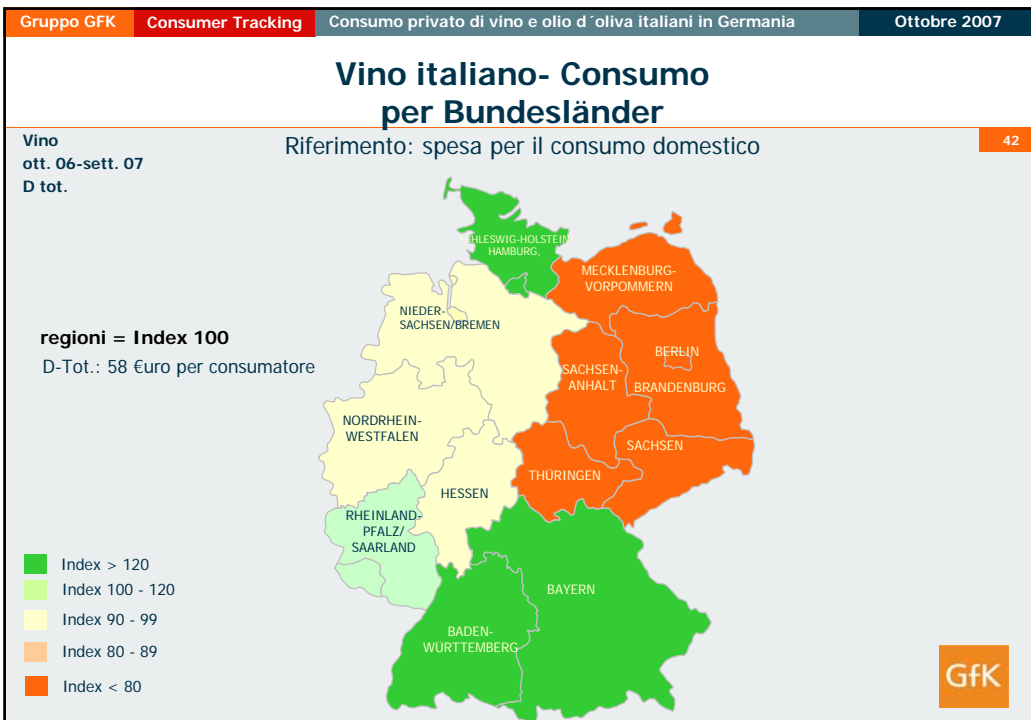 Gruppo GFK Consumer Tracking Consumo privato di vino e olio d´oliva italiani in Germania Ottobre 2007
Vino italiano- Consumo
per Bundesländer
Vino
ott. 06-sett. 07
D tot.
Riferimento: spesa per il consumo domestico
42
regioni = Index 100
D-Tot.: 58 €uro per consumatore
SCHLESWIG-HOLSTEIN
HAMBURG,
MECKLENBURG-
VORPOMMERN
NIEDER-
SACHSEN/BREMEN
BERLIN
BRANDENBURG
SACHSEN-
ANHALT
NORDRHEIN-
WESTFALEN
SACHSEN
THÜRINGEN
HESSEN
RHEINLAND-
PFALZ/
SAARLAND
BAYERN
BADEN-
WÜRTTEMBERG
Index > 120
Index 100 - 120
Index 90 - 99
Index 80 - 89
Index < 80
GfK